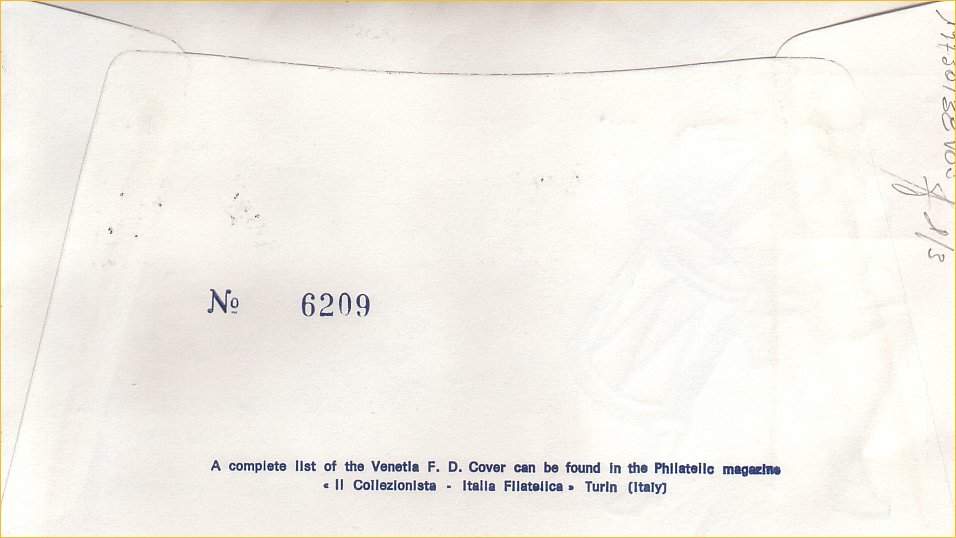 Nº 6209
A complete list of the Venetia F. D. Cover can be found in the Philatelic magazine
« Il Collezionista - Italia Filatelica » Turin (Italy)